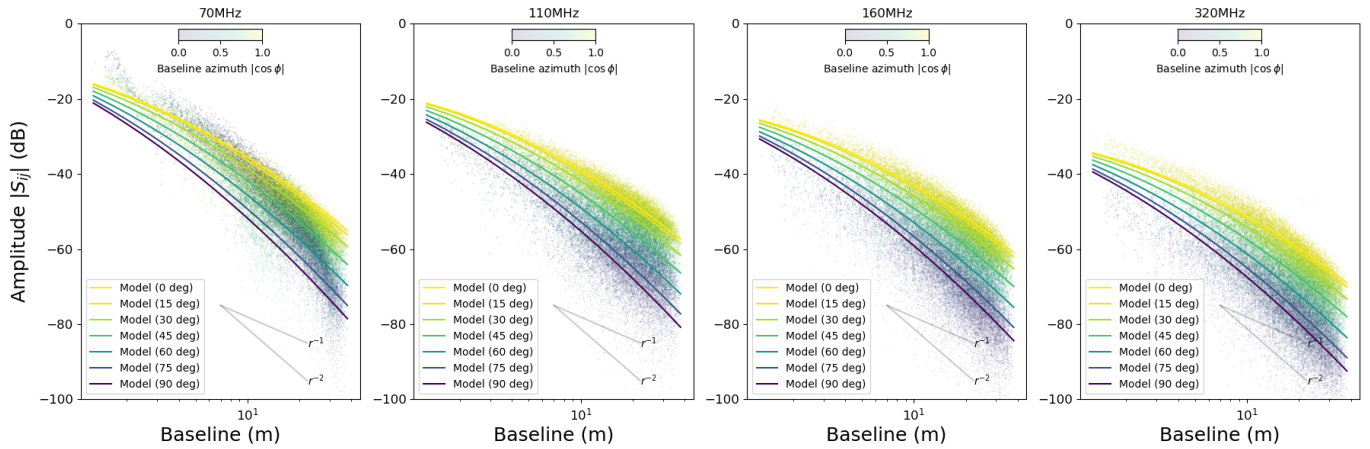 70MHz
110MHz
160MHz
320MHz
Amplitude |S_{ij}| (dB)
0
−20
−40
−60
−80
−100
0.0 0.5 1.0
Baseline azimuth |cos ϕ|
Model (0 deg)
Model (15 deg)
Model (30 deg)
Model (45 deg)
Model (60 deg)
Model (75 deg)
Model (90 deg)
r⁻¹
r⁻²
10¹
Baseline (m)
0
−20
−40
−60
−80
−100
0.0 0.5 1.0
Baseline azimuth |cos ϕ|
Model (0 deg)
Model (15 deg)
Model (30 deg)
Model (45 deg)
Model (60 deg)
Model (75 deg)
Model (90 deg)
r⁻¹
r⁻²
10¹
Baseline (m)
0
−20
−40
−60
−80
−100
0.0 0.5 1.0
Baseline azimuth |cos ϕ|
Model (0 deg)
Model (15 deg)
Model (30 deg)
Model (45 deg)
Model (60 deg)
Model (75 deg)
Model (90 deg)
r⁻¹
r⁻²
10¹
Baseline (m)
0
−20
−40
−60
−80
−100
0.0 0.5 1.0
Baseline azimuth |cos ϕ|
Model (0 deg)
Model (15 deg)
Model (30 deg)
Model (45 deg)
Model (60 deg)
Model (75 deg)
Model (90 deg)
r⁻¹
r⁻²
10¹
Baseline (m)